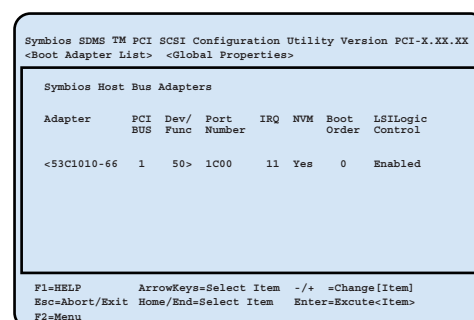 Symbios SDMS TM PCI SCSI Configuration Utility Version PCI-X.XX.XX
<Boot Adapter List> <Global Properties>
Symbios Host Bus Adapters
Adapter PCI Dev/ Port IRQ NVM Boot LSILogic
BUS Func Number Order Control
<53C1010-66 1 50> 1C00 11 Yes 0 Enabled
F1=HELP ArrowKeys=Select Item -/+ =Change[Item]
Esc=Abort/Exit Home/End=Select Item Enter=Excute<Item>
F2=Menu